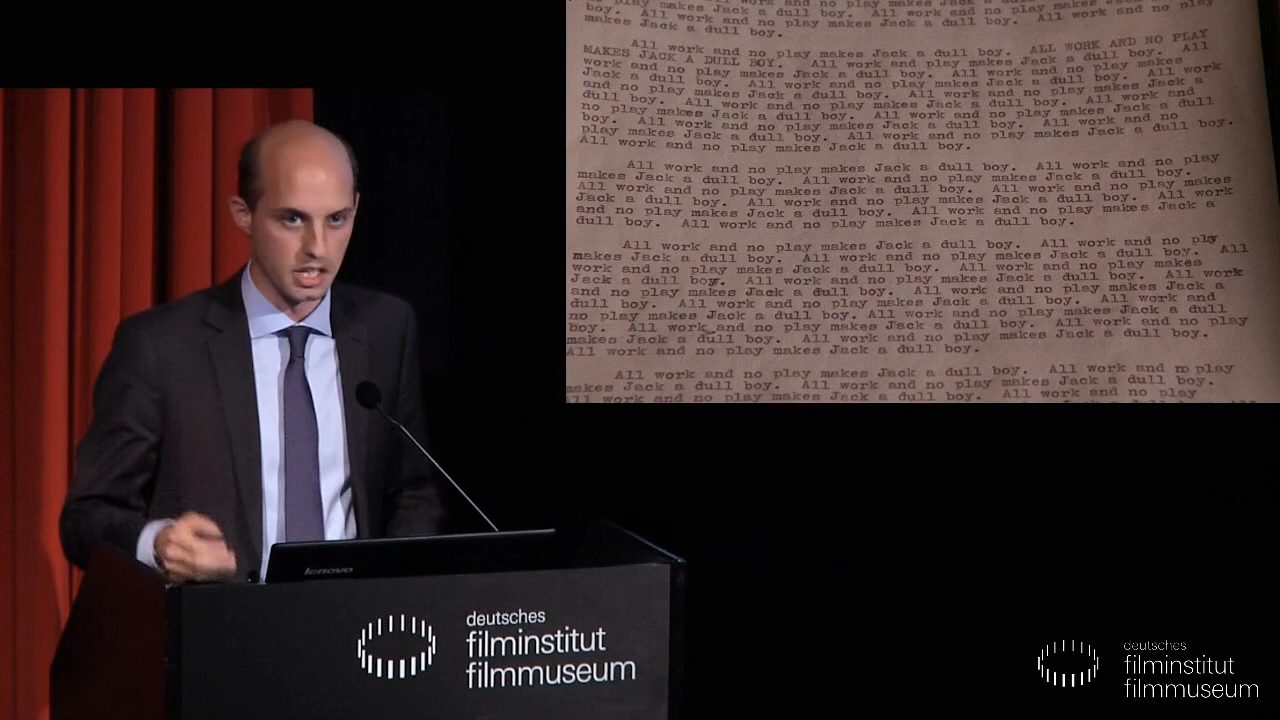 boy. All work and no play makes Jack a dull boy. All work and no play
makes Jack a dull boy.
All work and no play makes Jack a dull boy. ALL WORK AND NO PLAY
MAKES JACK A DULL BOY. All work and play makes Jack a dull boy. All
work and no play makes Jack a dull boy. All work and no play makes
Jack a dull boy. All work and no play makes Jack a dull boy. All work
and no play makes Jack a dull boy. All work and no play makes Jack a
dull boy. All work and no play makes Jack a dull boy. All work and
no play makes Jack a dull boy. All work and no play makes Jack a dull
boy. All work and no play makes Jack a dull boy. All work and no
play makes Jack a dull boy. All work and no play makes Jack a dull boy.
All work and no play makes Jack a dull boy.
All work and no play makes Jack a dull boy. All work and no play
makes Jack a dull boy. All work and no play makes Jack a dull boy.
All work and no play makes Jack a dull boy. All work and no play makes
Jack a dull boy. All work and no play makes Jack a dull boy. All work
and no play makes Jack a dull boy. All work and no play makes Jack a
dull boy. All work and no play makes Jack a dull boy.
All work and no play makes Jack a dull boy. All work and no play
makes Jack a dull boy. All work and no play makes Jack a dull boy. All
work and no play makes Jack a dull boy. All work and no play makes
Jack a dull boy. All work and no play makes Jack a dull boy. All work
and no play makes Jack a dull boy. All work and no play makes Jack a
dull boy. All work and no play makes Jack a dull boy. All work and
no play makes Jack a dull boy. All work and no play makes Jack a dull
boy. All work and no play makes Jack a dull boy. All work and no play
makes Jack a dull boy. All work and no play makes Jack a dull boy.
All work and no play makes Jack a dull boy.
All work and no play makes Jack a dull boy. All work and no play
makes Jack a dull boy. All work and no play makes Jack a dull boy.
All work and no play makes Jack a dull boy. All work and no play
lenovo
deutsches
filminstitut
filmmuseum
deutsches
filminstitut
filmmuseum